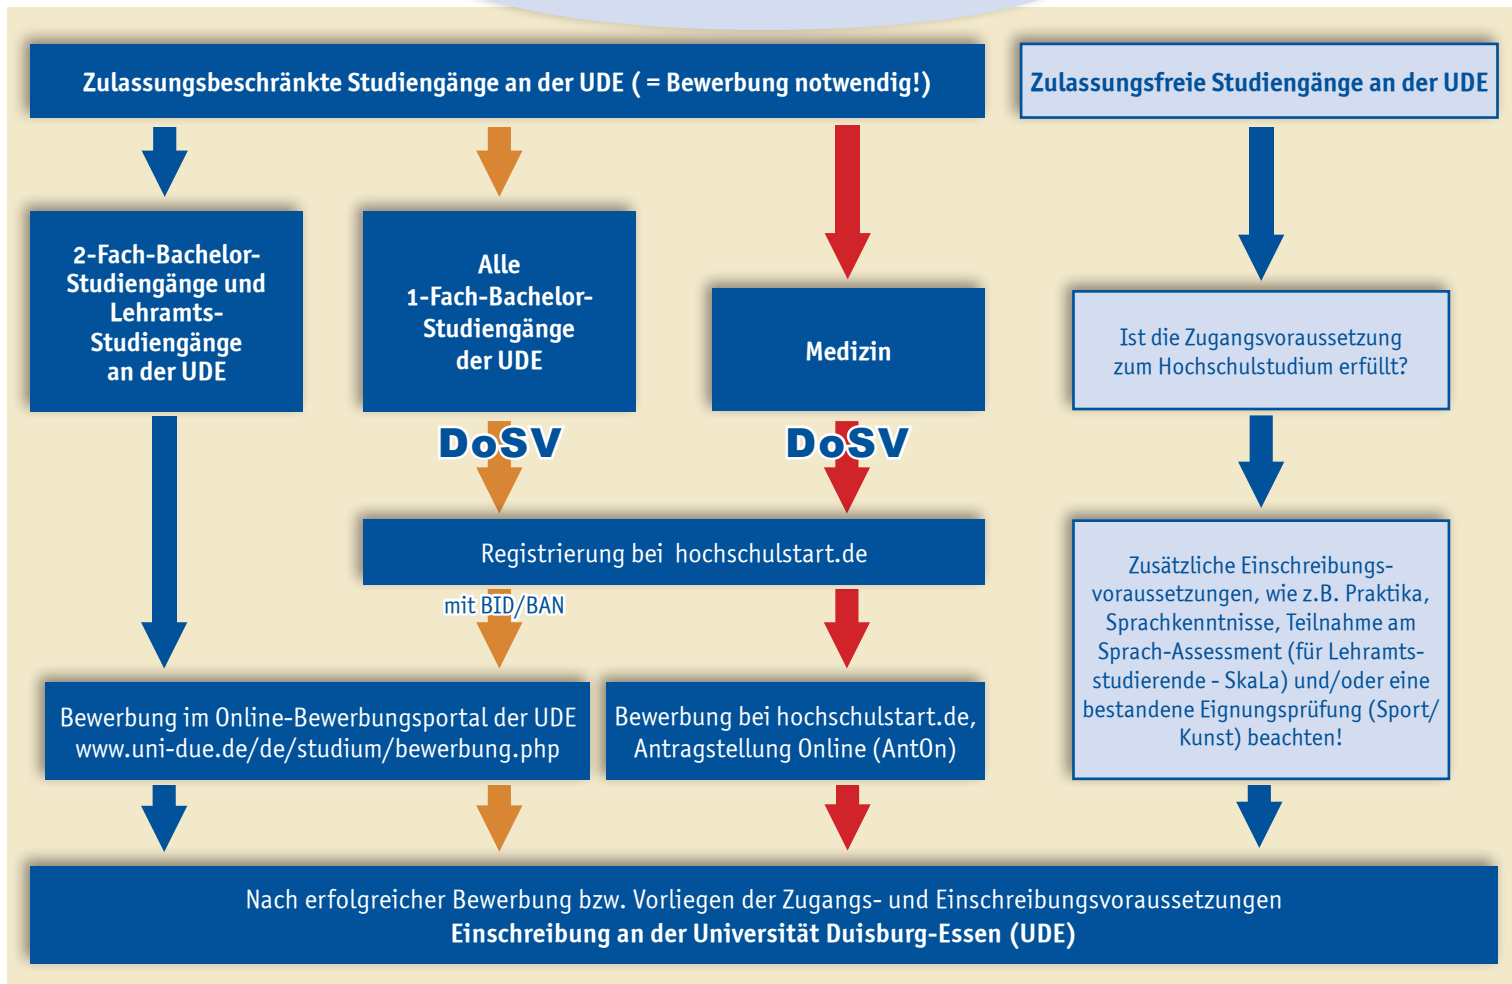 Zulassungsbeschränkte Studiengänge an der UDE ( = Bewerbung notwendig!)
Zulassungsfreie Studiengänge an der UDE
2-Fach-Bachelor-
Studiengänge und
Lehramts-
Studiengänge
an der UDE
Alle
1-Fach-Bachelor-
Studiengänge
der UDE
Medizin
Ist die Zugangsvoraussetzung
zum Hochschulstudium erfüllt?
DoSV
DoSV
Registrierung bei hochschulstart.de
mit BID/BAN
Zusätzliche Einschreibungs-
voraussetzungen, wie z.B. Praktika,
Sprachkenntnisse, Teilnahme am
Sprach-Assessment (für Lehramts-
studierende - SkaLa) und/oder eine
bestandene Eignungsprüfung (Sport/
Kunst) beachten!
Bewerbung im Online-Bewerbungsportal der UDE
www.uni-due.de/de/studium/bewerbung.php
Bewerbung bei hochschulstart.de,
Antragstellung Online (AntOn)
Nach erfolgreicher Bewerbung bzw. Vorliegen der Zugangs- und Einschreibungsvoraussetzungen
Einschreibung an der Universität Duisburg-Essen (UDE)